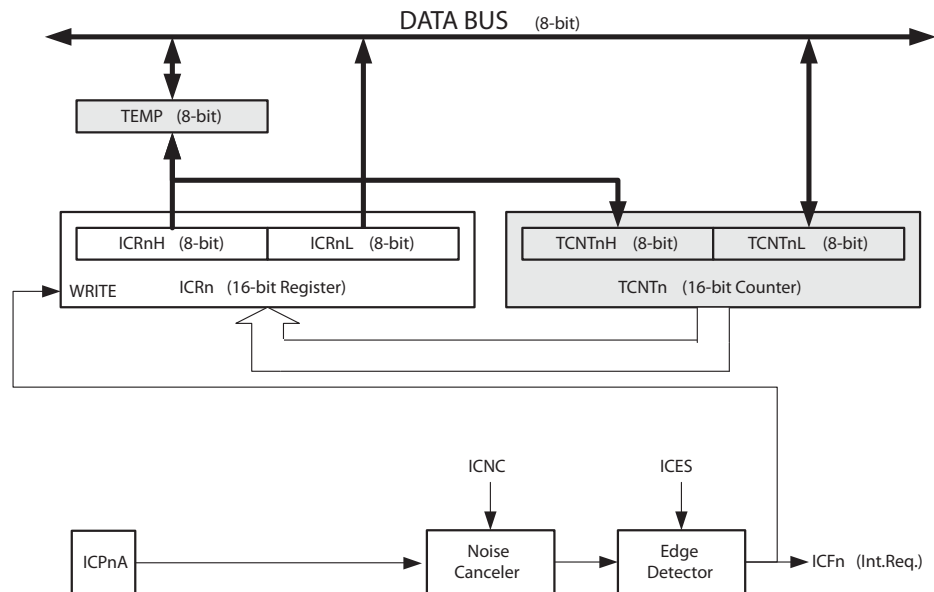 DATA BUS (8-bit)
TEMP (8-bit)
ICRnH (8-bit) ICRnL (8-bit) TCNTnH (8-bit) TCNTnL (8-bit)
WRITE ICRn (16-bit Register) TCNTn (16-bit Counter)
ICNC ICES
ICPnA Noise Canceler Edge Detector ICFn (Int.Req.)